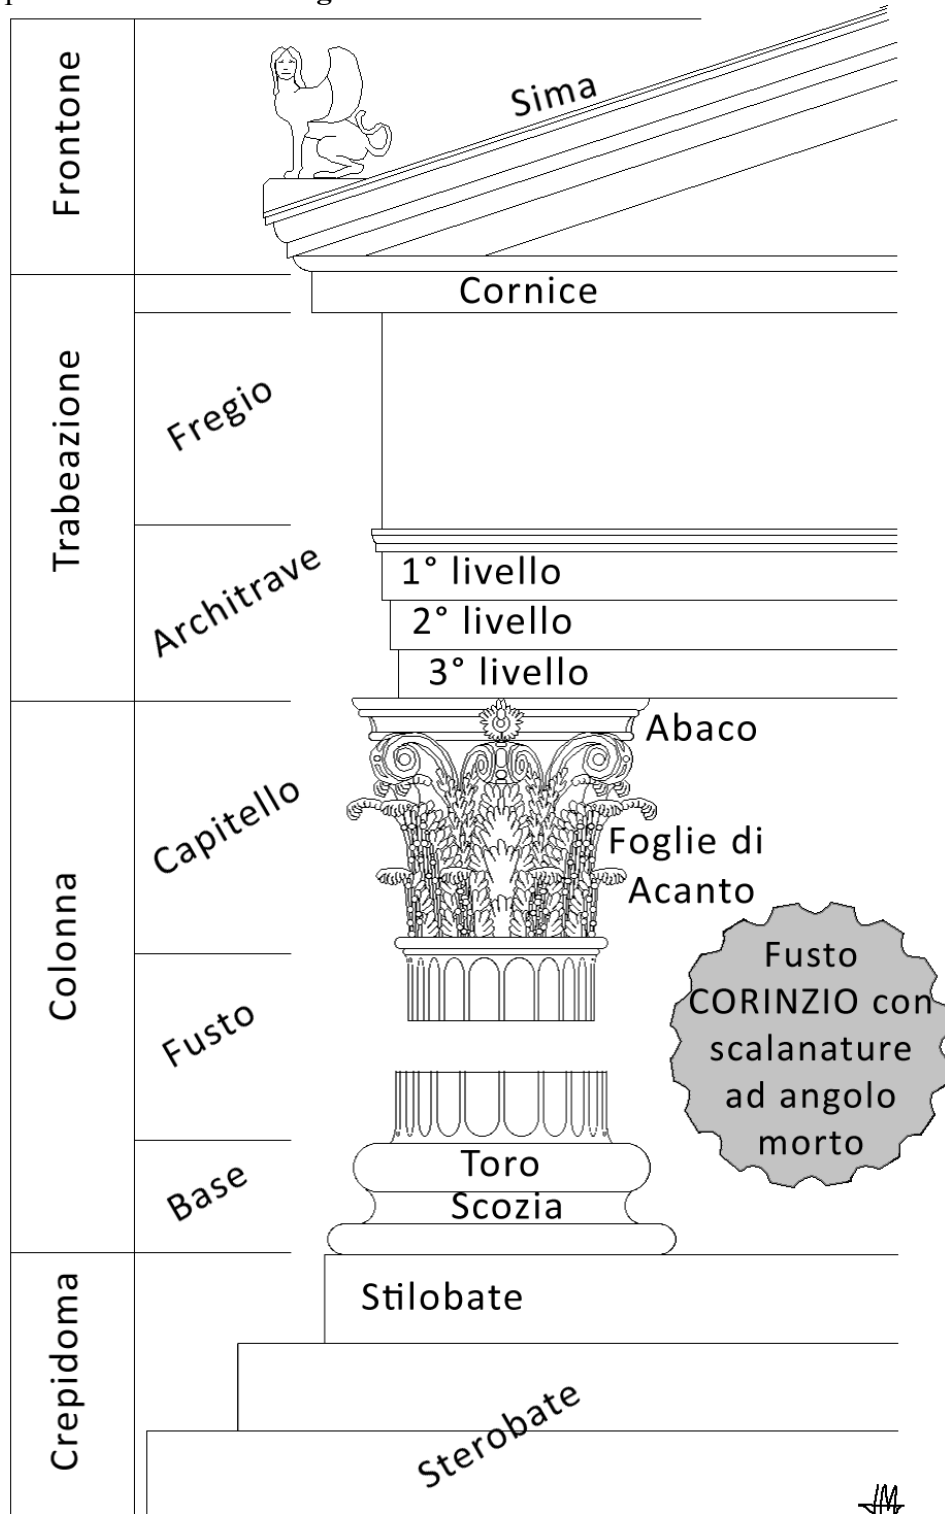 Frontone
Sima
Cornice
Trabeazione
Fregio
Architrave
1° livello
2° livello
3° livello
Colonna
Capitello
Abaco
Foglie di
Acanto
Fusto
Fusto
CORINZIO con
scalanature
ad angolo
morto
Base
Toro
Scozia
Crepidoma
Stilobate
Sterobate